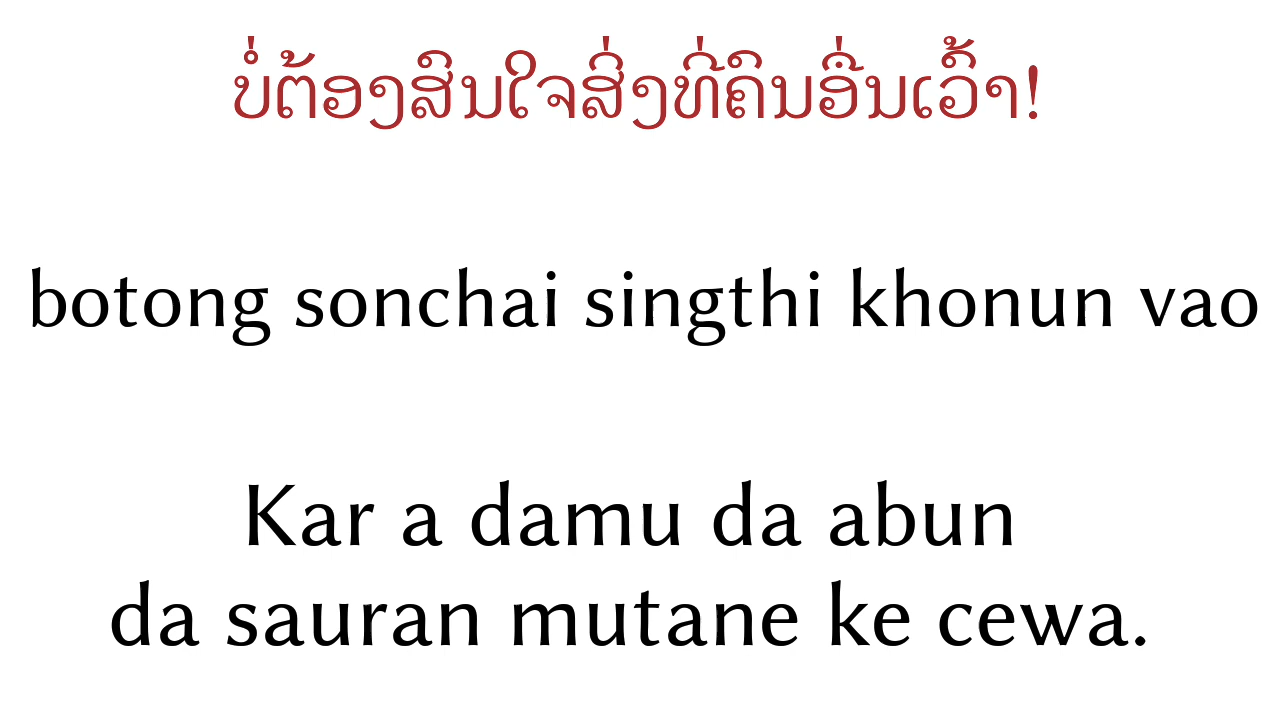 ບໍ່ຕ້ອງສົນໃຈສິ່ງທີ່ຄົນອື່ນເວົ້າ!
botong sonchai singthi khonun vao
Kar a damu da abun
da sauran mutane ke cewa.